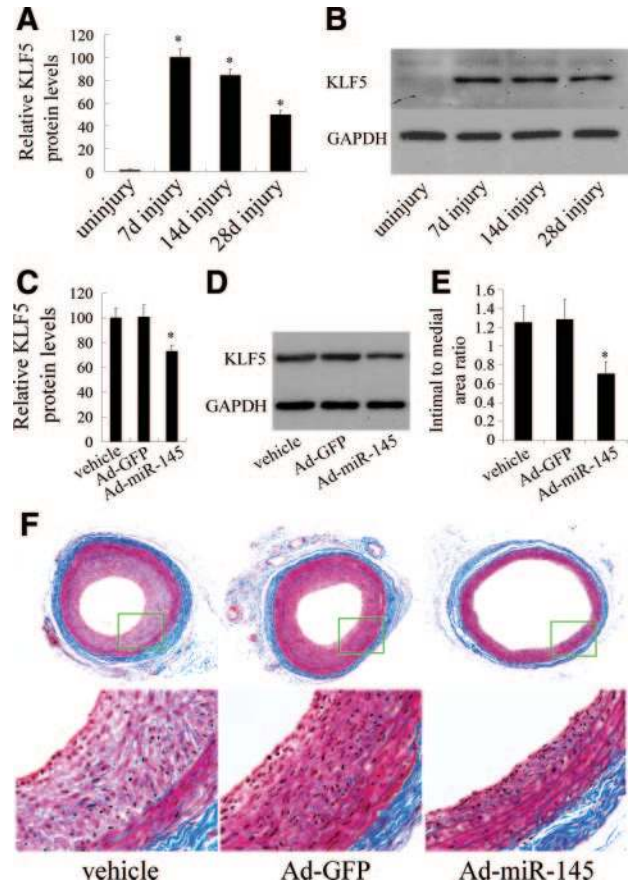 A
Relative KLF5
protein levels
120
100
80
60
40
20
0
*
*
*
uninjury
7d injury
14d injury
28d injury
B
KLF5
GAPDH
uninjury
7d injury
14d injury
28d injury
C
Relative KLF5
protein levels
120
100
80
60
40
20
0
*
vehicle
Ad-GFP
Ad-miR-145
D
KLF5
GAPDH
vehicle
Ad-GFP
Ad-miR-145
E
Intimal to medial
area ratio
1.6
1.4
1.2
1
0.8
0.6
0.4
0.2
0
*
vehicle
Ad-GFP
Ad-miR-145
F
vehicle
Ad-GFP
Ad-miR-145